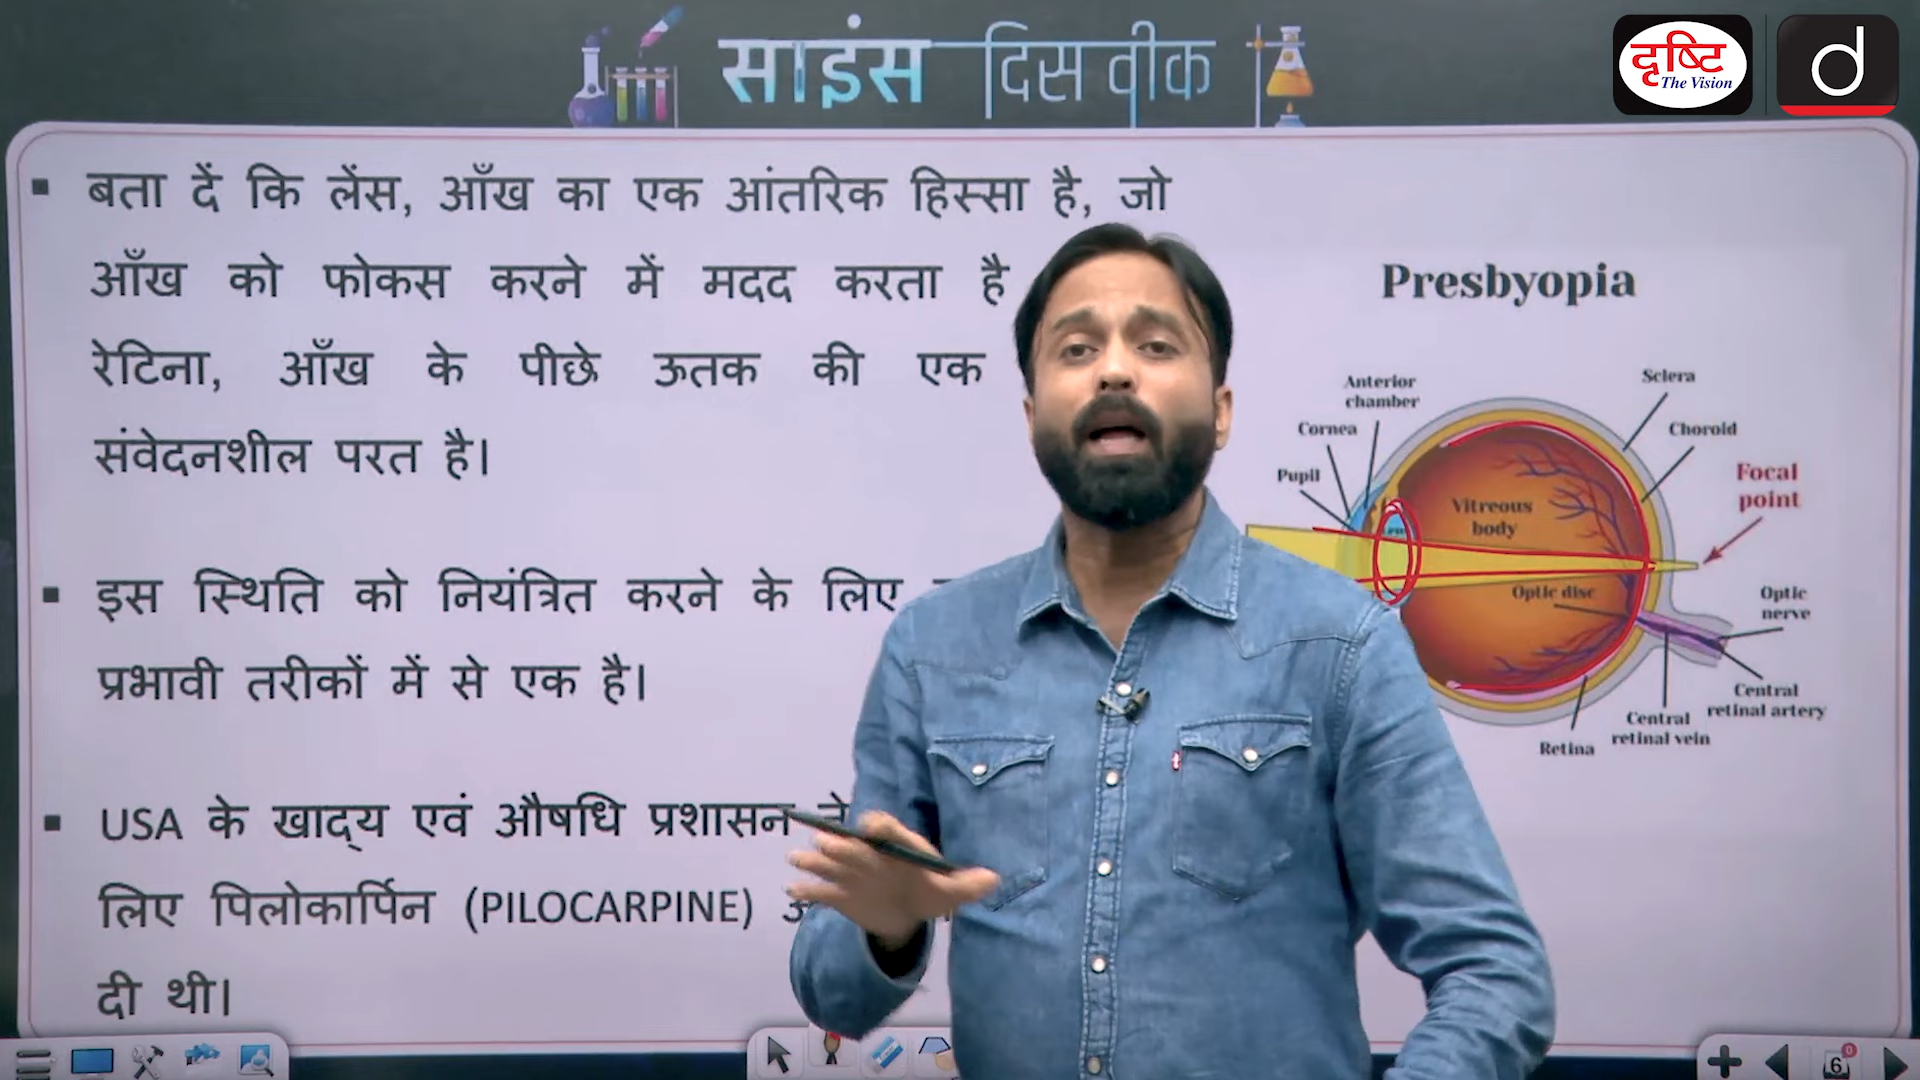 साइंस दिस वीक
दृष्टि
The Vision
d
बता दें कि लेंस, आँख का एक आंतरिक हिस्सा है, जो
आँख को फोकस करने में मदद करता है
रेटिना, आँख के पीछे ऊतक की एक
संवेदनशील परत है।
इस स्थिति को नियंत्रित करने के लिए
प्रभावी तरीकों में से एक है।
USA के खाद्य एवं औषधि प्रशासन ने
लिए पिलोकार्पिन (PILOCARPINE)
दी थी।
Presbyopia
Sclera
Anterior
chamber
Choroid
Cornea
Focal
point
Pupil
Vitreous
body
Optic disc
Optic
nerve
Central
retinal artery
Central
retinal vein
Retina
6